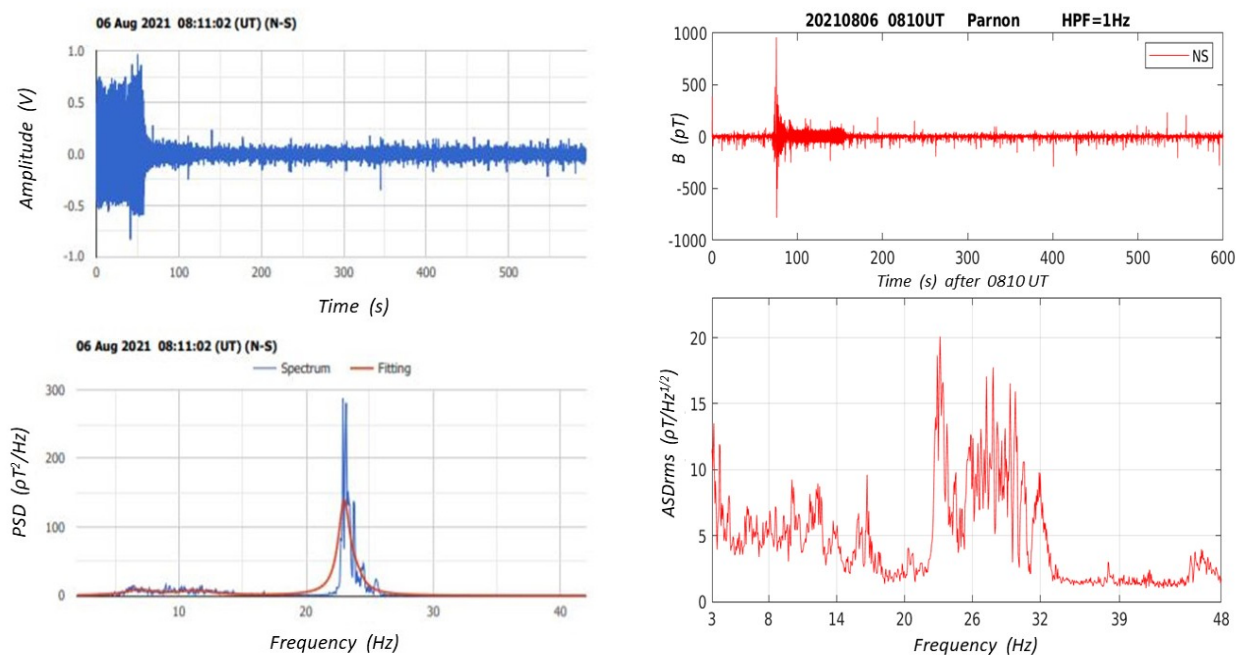 06 Aug 2021 08:11:02 (UT) (N-S)
1.0
0.5
0.0
-0.5
-1.0
Amplitude (V)
0 100 200 300 400 500
Time (s)
20210806 0810UT Parnon HPF=1Hz
NS
1000
500
0
-500
-1000
B (ρT)
0 100 200 300 400 500 600
Time (s) after 0810 UT
06 Aug 2021 08:11:02 (UT) (N-S)
Spectrum Fitting
300
200
100
0
PSD (ρT²/Hz)
10 20 30 40
Frequency (Hz)
20
15
10
5
0
ASDrms (ρT/Hz^1/2)
3 8 14 20 26 32 39 48
Frequency (Hz)